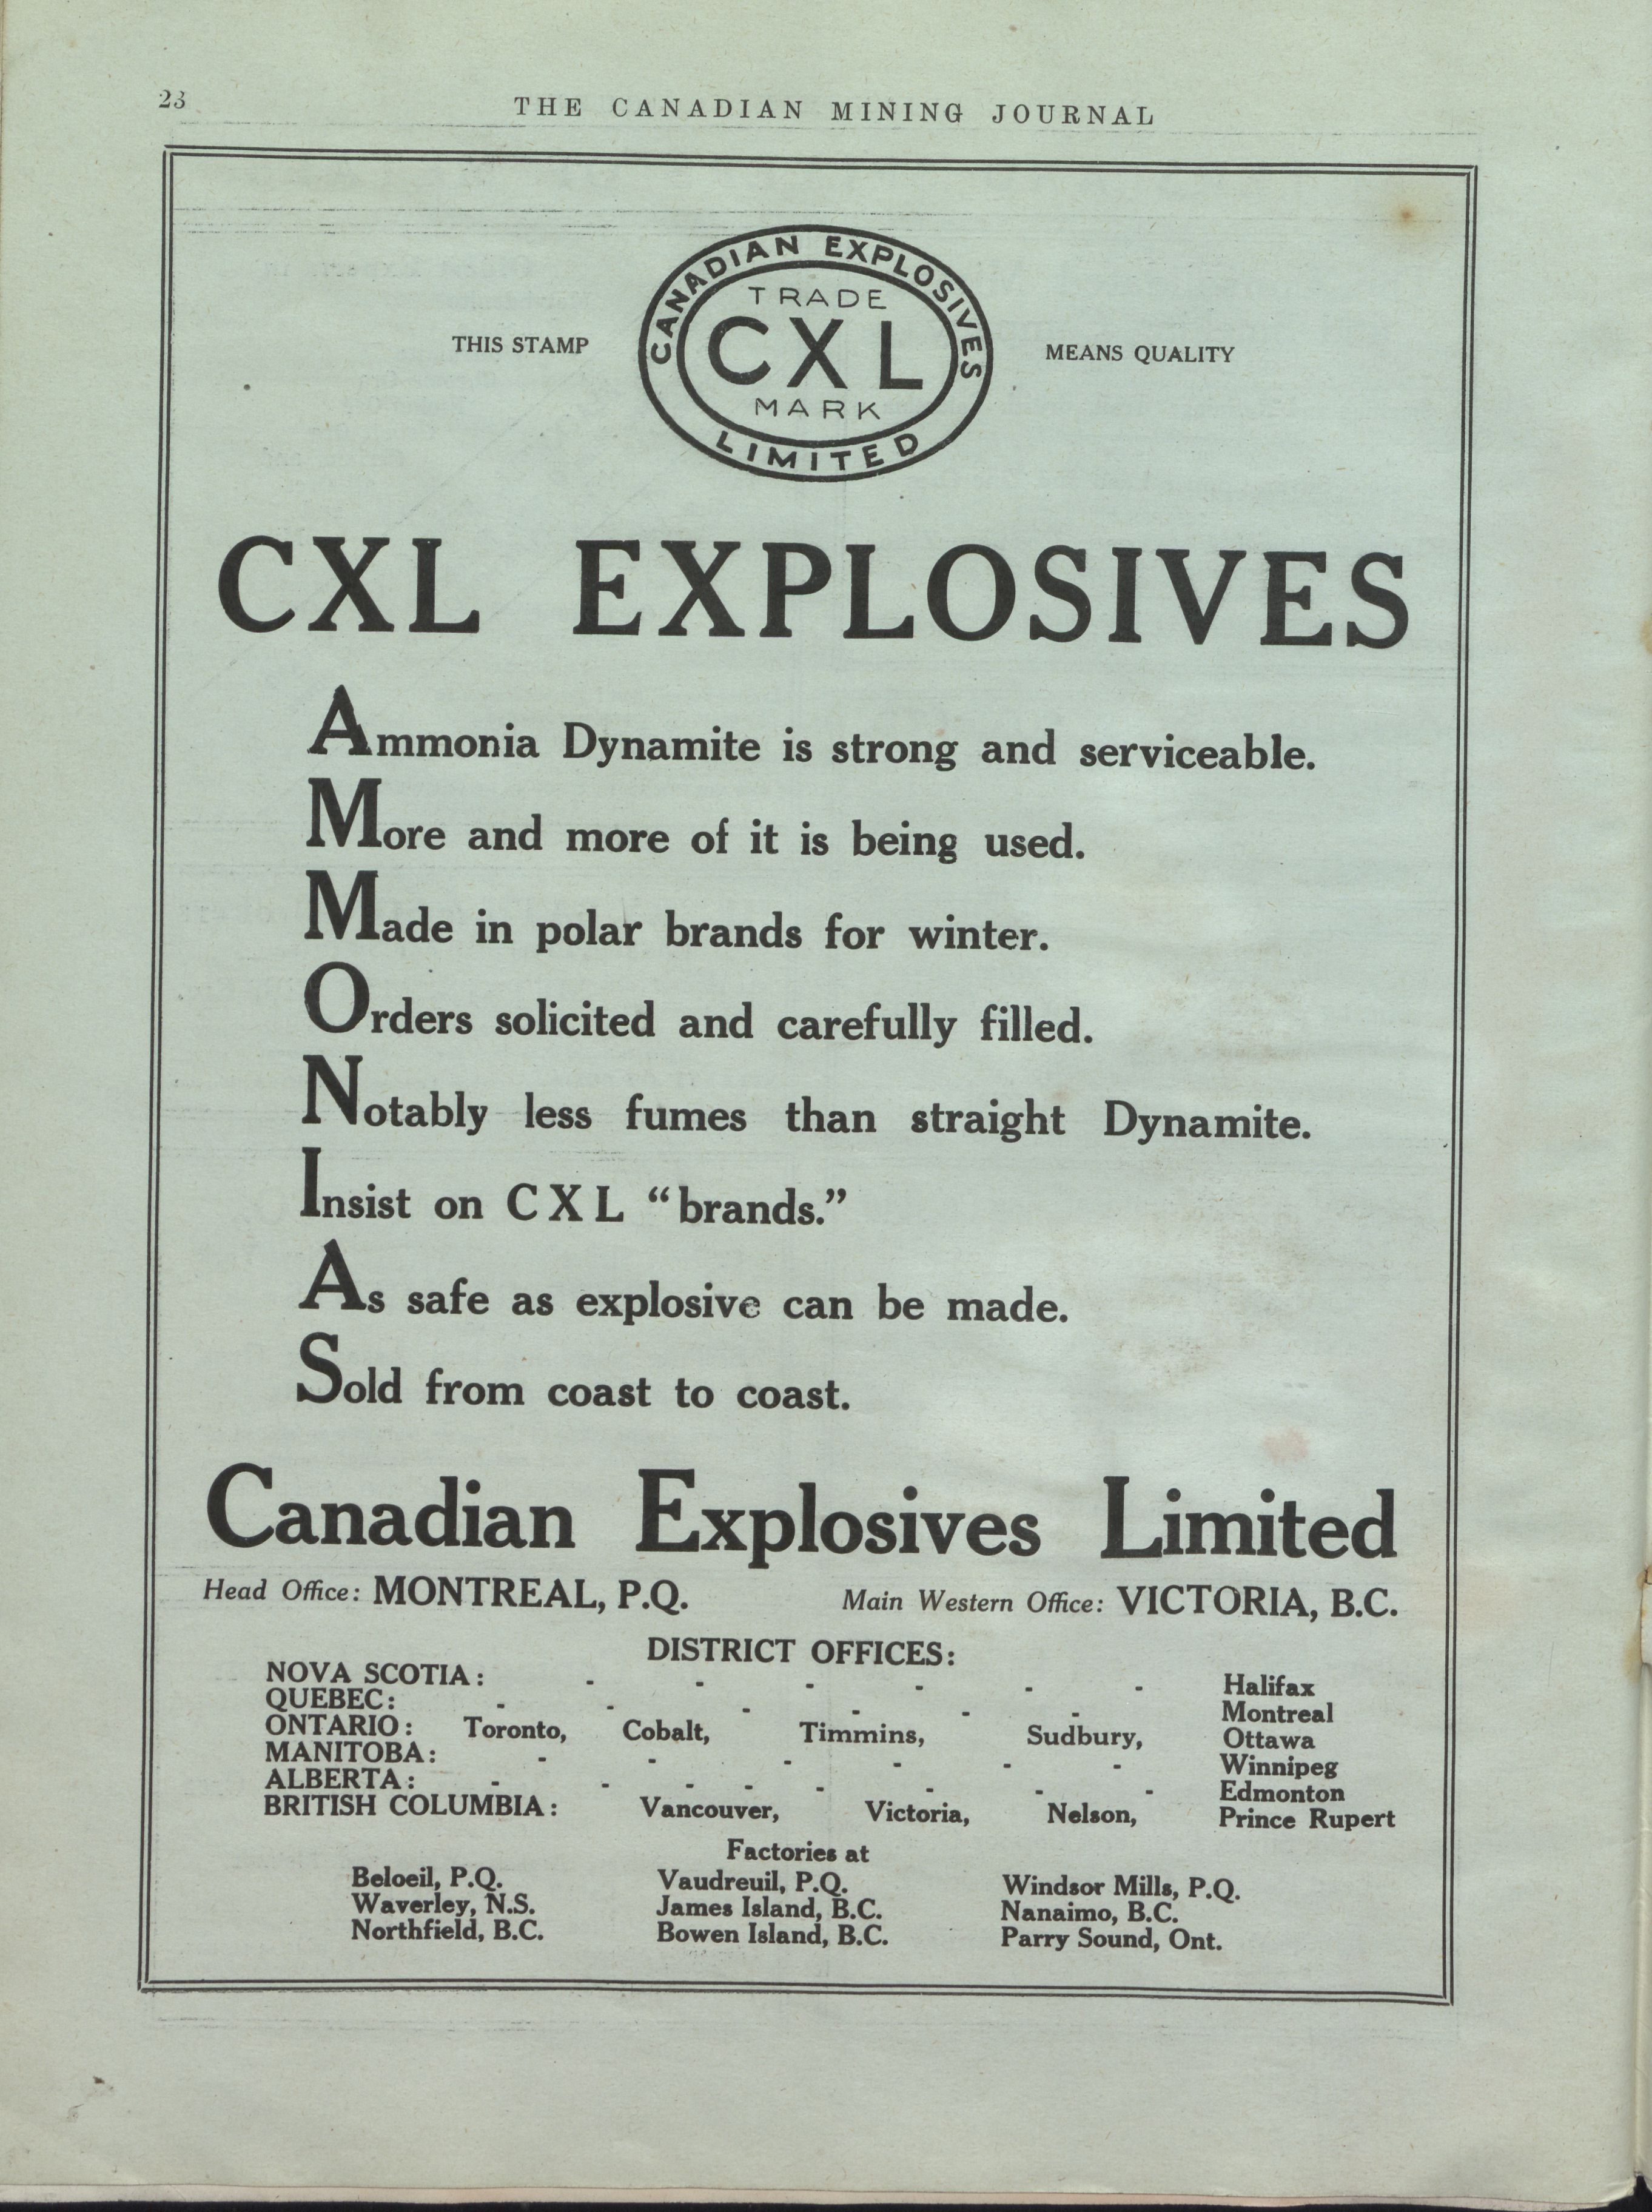 23
THE CANADIAN MINING JOURNAL
CANADIAN EXPLOSIVES
TRADE
THIS STAMP CXL MEANS QUALITY
MARK
LIMITED
CXL EXPLOSIVES
Ammonia Dynamite is strong and serviceable.
More and more of it is being used.
Made in polar brands for winter.
Orders solicited and carefully filled.
Notably less fumes than straight Dynamite.
Insist on CXL “brands.”
As safe as explosive can be made.
Sold from coast to coast.
Canadian Explosives Limited
Head Office: MONTREAL, P.Q. Main Western Office: VICTORIA, B.C.
DISTRICT OFFICES:
NOVA SCOTIA: - - - - - - Halifax
QUEBEC: - - - - - - Montreal
ONTARIO: Toronto, Cobalt, Timmins, Sudbury, Ottawa
MANITOBA: - - - - - - Winnipeg
ALBERTA: - - - - - - - - Edmonton
BRITISH COLUMBIA: Vancouver, Victoria, Nelson, Prince Rupert
Factories at
Beloeil, P.Q. Vaudreuil, P.Q. Windsor Mills, P.Q.
Waverley, N.S. James Island, B.C. Nanaimo, B.C.
Northfield, B.C. Bowen Island, B.C. Parry Sound, Ont.